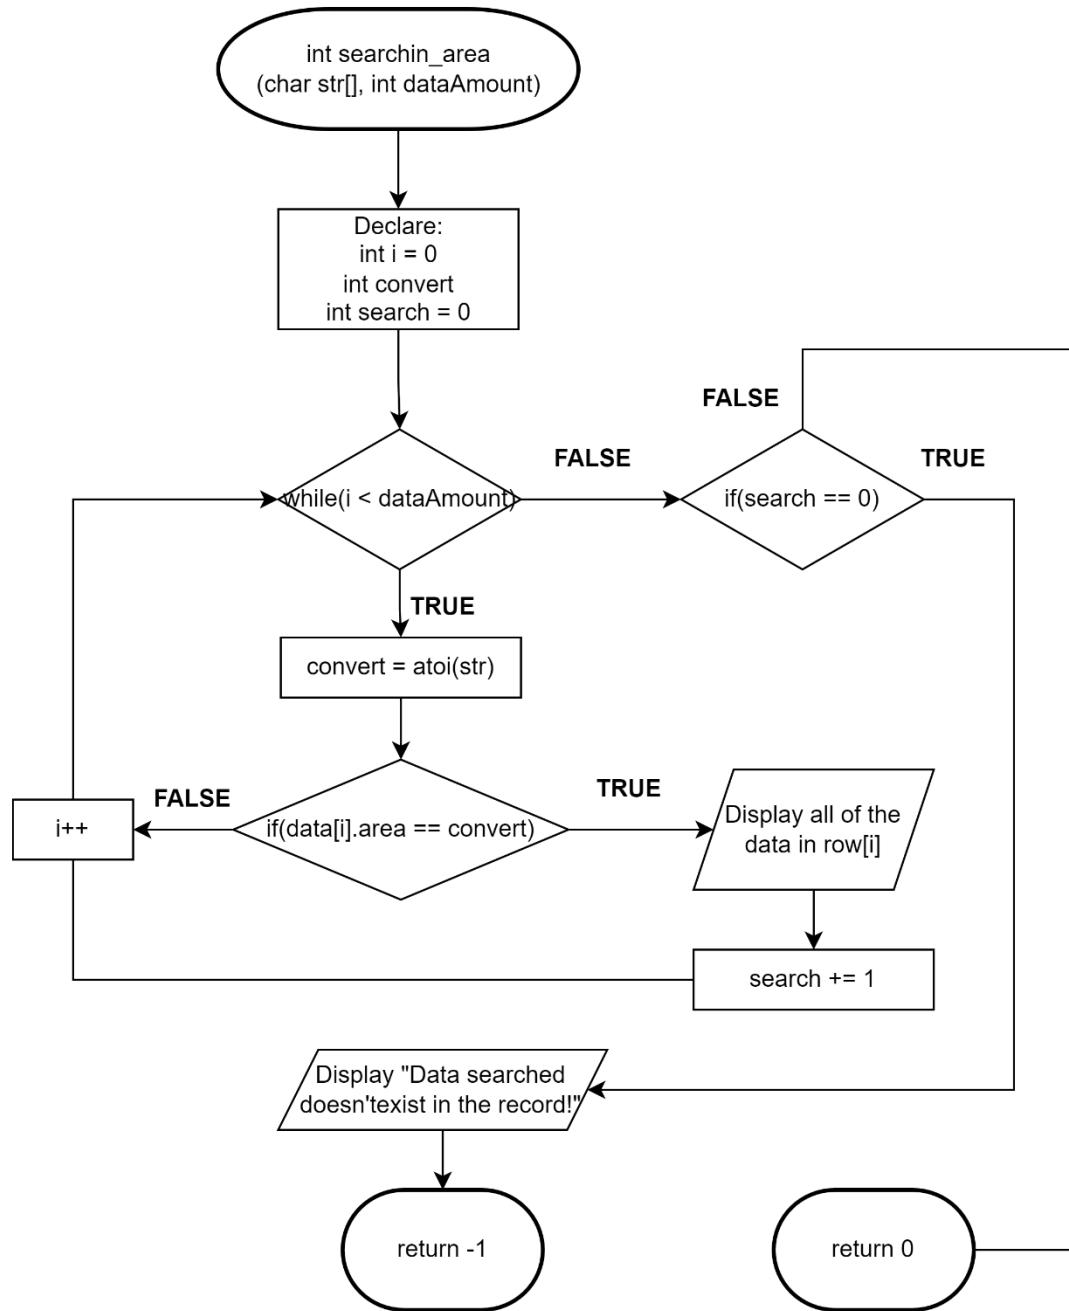 int searchin_area
(char str[], int dataAmount)
Declare:
int i = 0
int convert
int search = 0
FALSE
FALSE
TRUE
while(i < dataAmount)
if(search == 0)
TRUE
convert = atoi(str)
FALSE
TRUE
i++
if(data[i].area == convert)
Display all of the
data in row[i]
search += 1
Display "Data searched
doesn'texist in the record!"
return -1
return 0